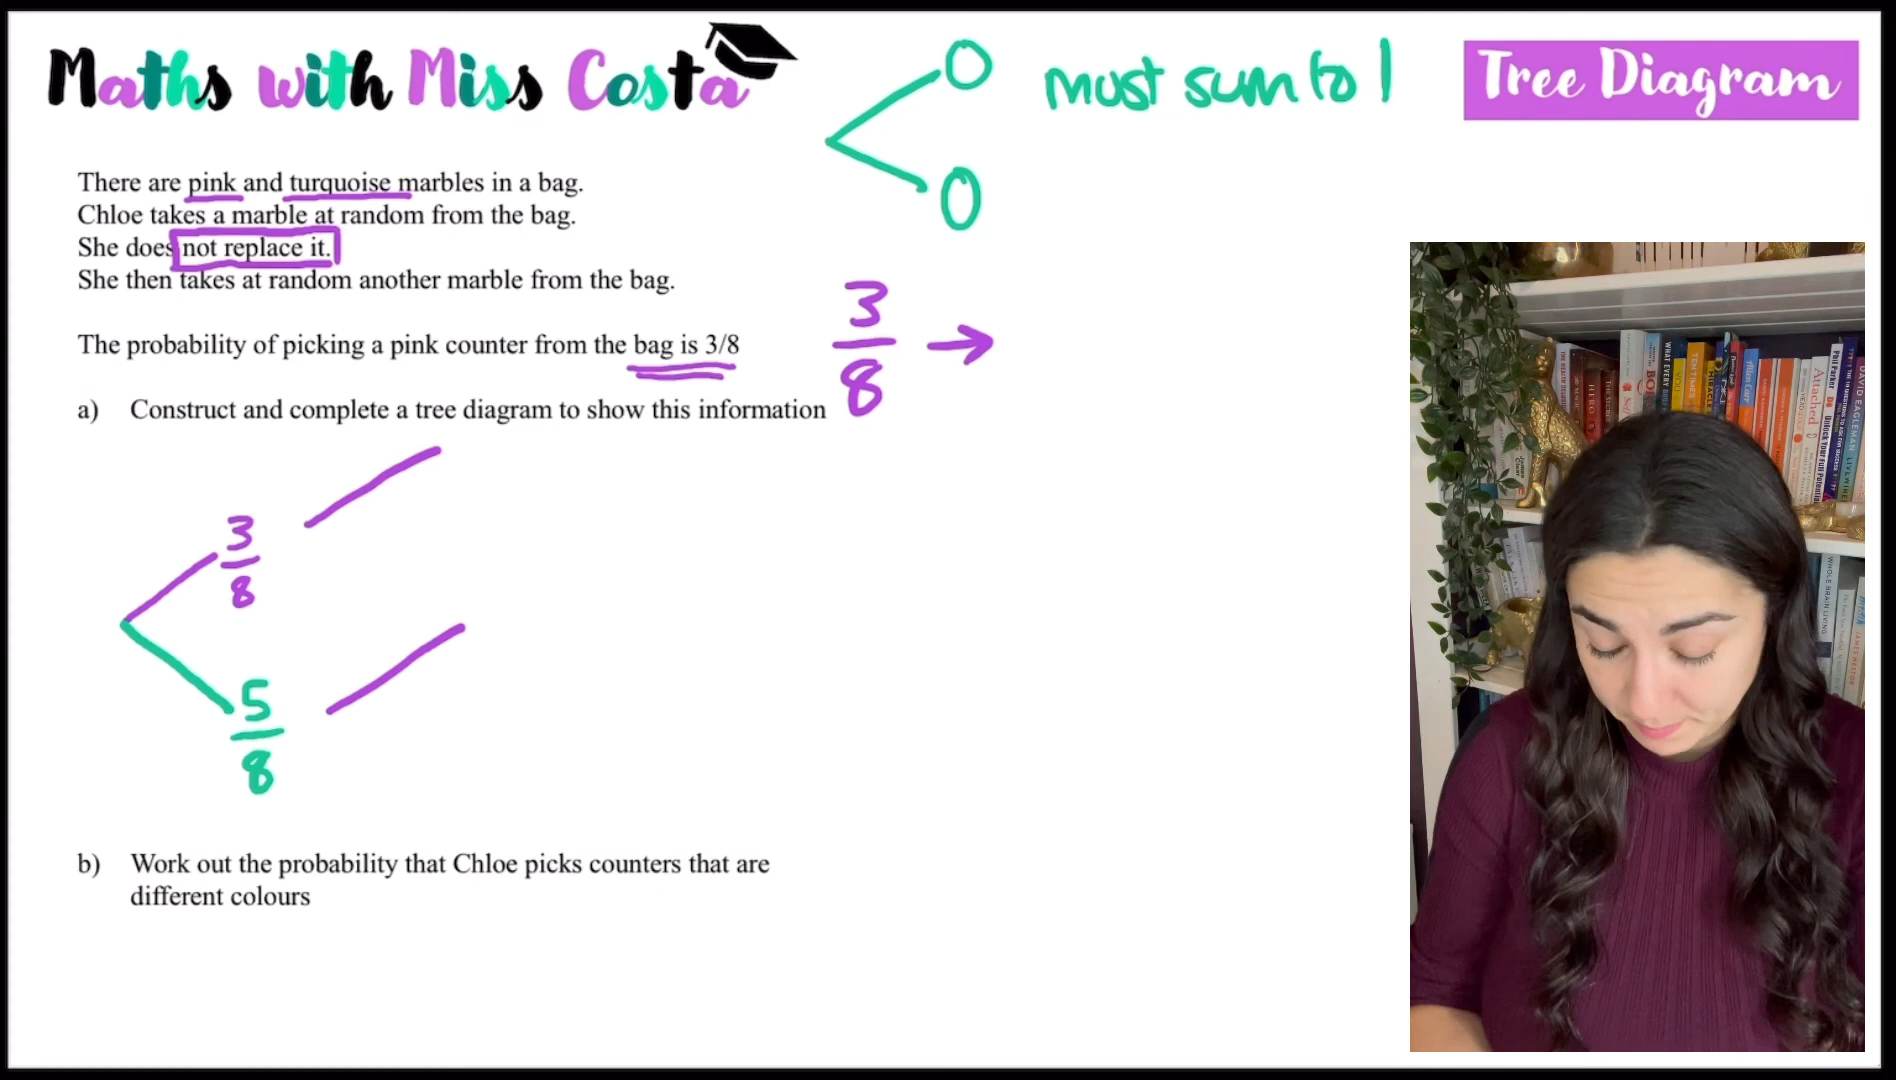 Maths with Miss Costa
must sum to 1
Tree Diagram
There are pink and turquoise marbles in a bag.
Chloe takes a marble at random from the bag.
She does not replace it.
She then takes at random another marble from the bag.
The probability of picking a pink counter from the bag is 3/8
3/8 →
a) Construct and complete a tree diagram to show this information
3/8
5/8
b) Work out the probability that Chloe picks counters that are
different colours